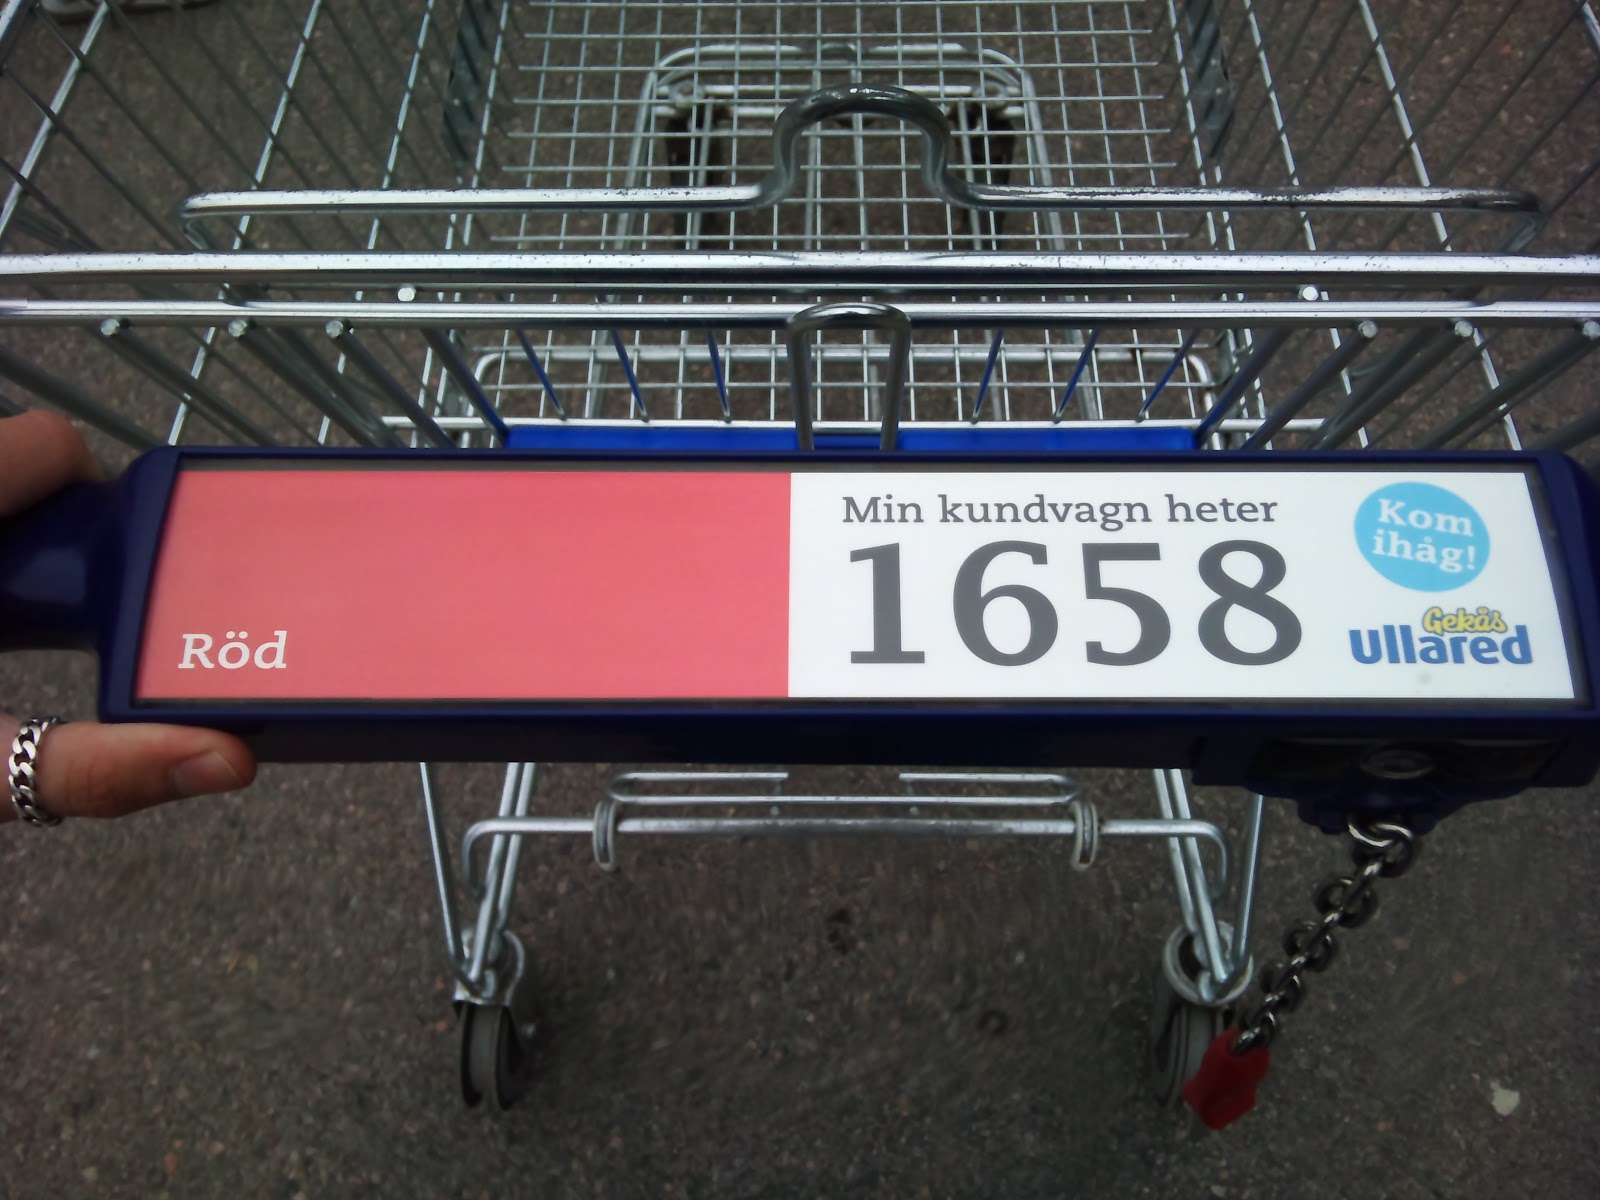 Röd
Min kundvagn heter
1658
Kom
ihåg!
Gekås
ullared